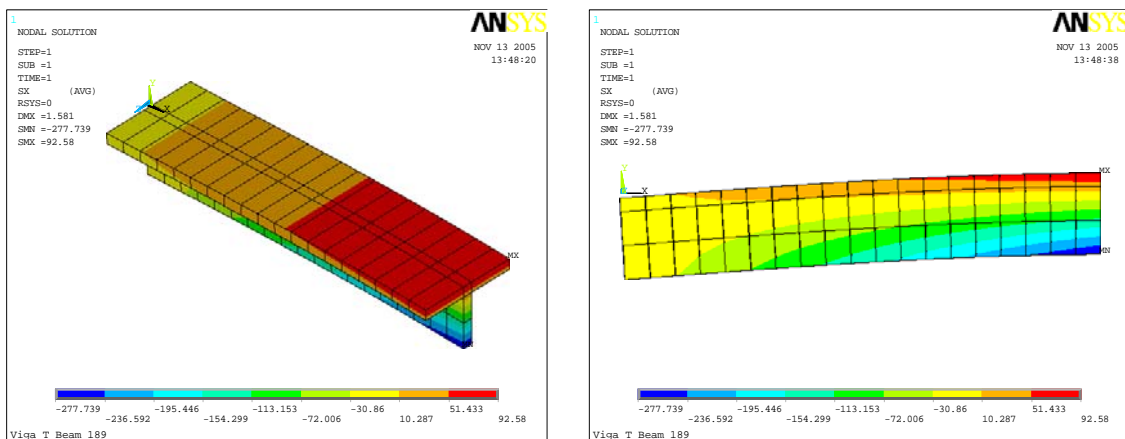 1
ANSYS
NODAL SOLUTION
NOV 13 2005
13:48:20
STEP=1
SUB =1
TIME=1
SX (AVG)
RSYS=0
DMX =1.581
SMN =-277.739
SMX =92.58
Y
X
MX
-277.739 -195.446 -113.153 -30.86 51.433
-236.592 -154.299 -72.006 10.287 92.58
Viga T Beam 189
1
ANSYS
NODAL SOLUTION
NOV 13 2005
13:48:38
STEP=1
SUB =1
TIME=1
SX (AVG)
RSYS=0
DMX =1.581
SMN =-277.739
SMX =92.58
Y
X
MX
MN
-277.739 -195.446 -113.153 -30.86 51.433
-236.592 -154.299 -72.006 10.287 92.58
Viga T Beam 189